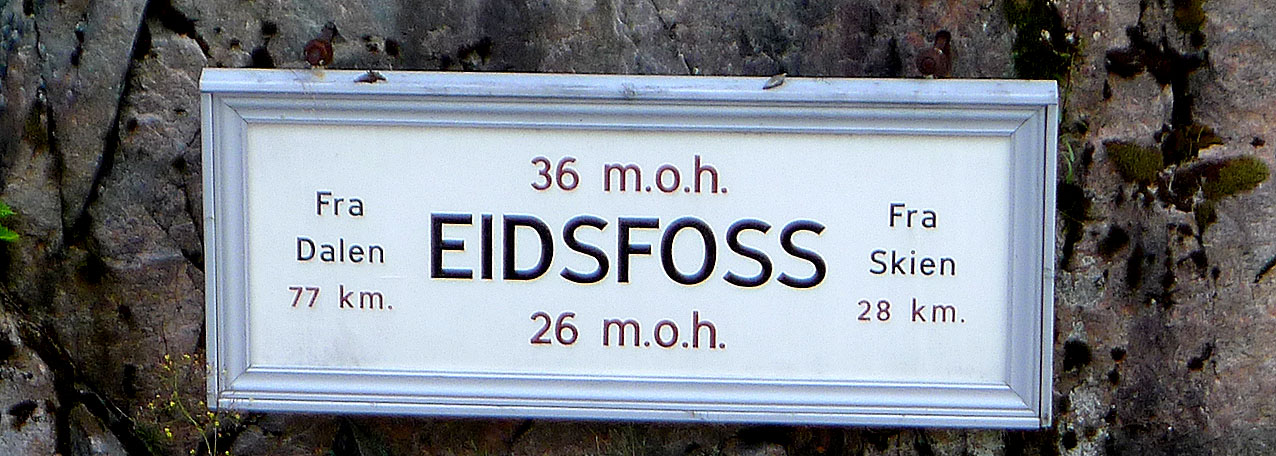 36 m.o.h.
Fra
Dalen
77 km.
EIDSFOSS
Fra
Skien
28 km.
26 m.o.h.